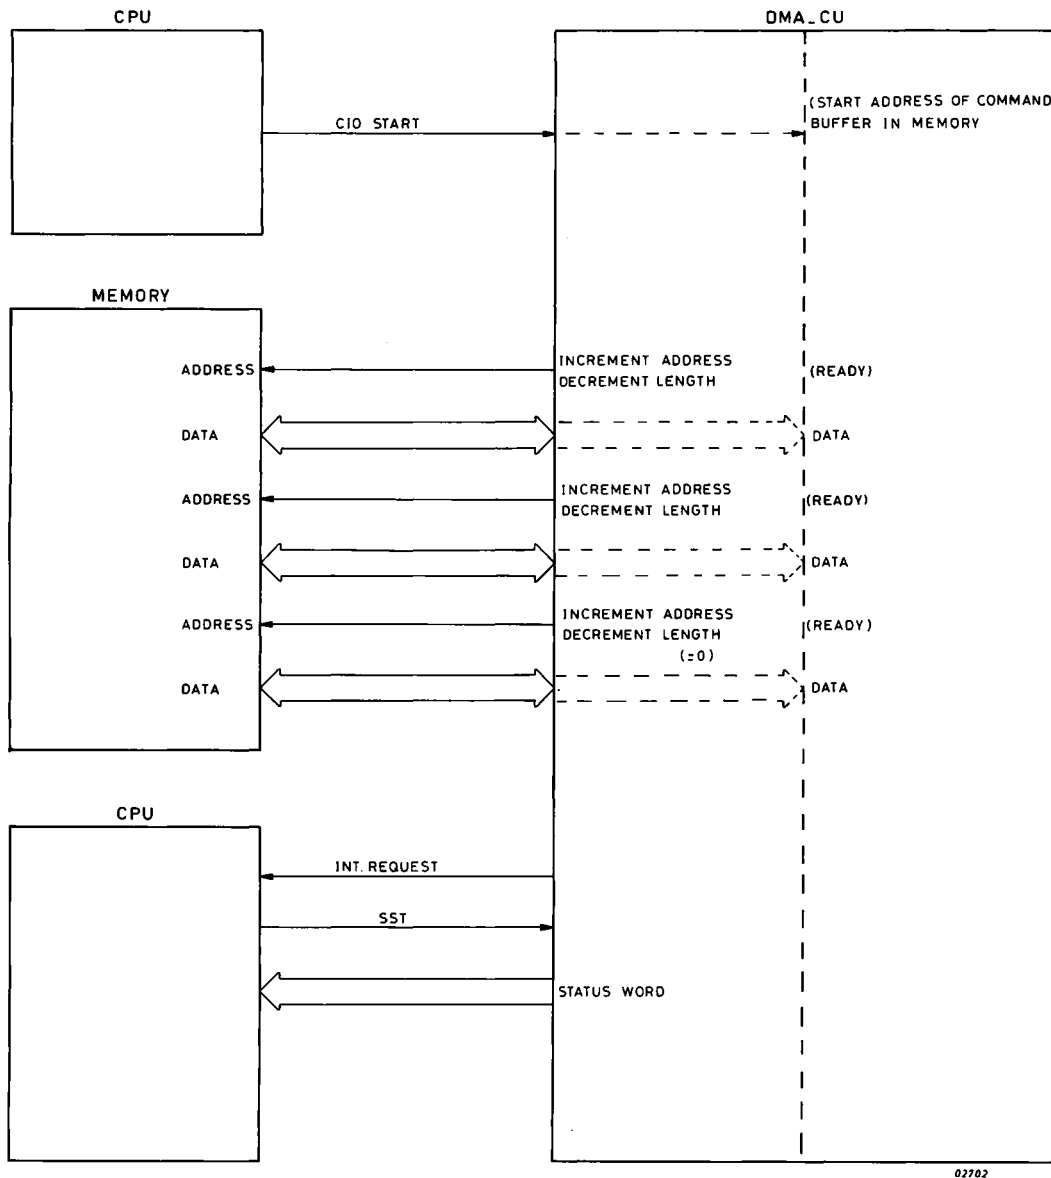 CPU
DMA_CU
CIO START
(START ADDRESS OF COMMAND
BUFFER IN MEMORY
MEMORY
ADDRESS
INCREMENT ADDRESS
DECREMENT LENGTH
(READY)
DATA
DATA
ADDRESS
INCREMENT ADDRESS
DECREMENT LENGTH
(READY)
DATA
DATA
ADDRESS
INCREMENT ADDRESS
DECREMENT LENGTH
(=0)
(READY)
DATA
DATA
CPU
INT. REQUEST
SST
STATUS WORD
02702